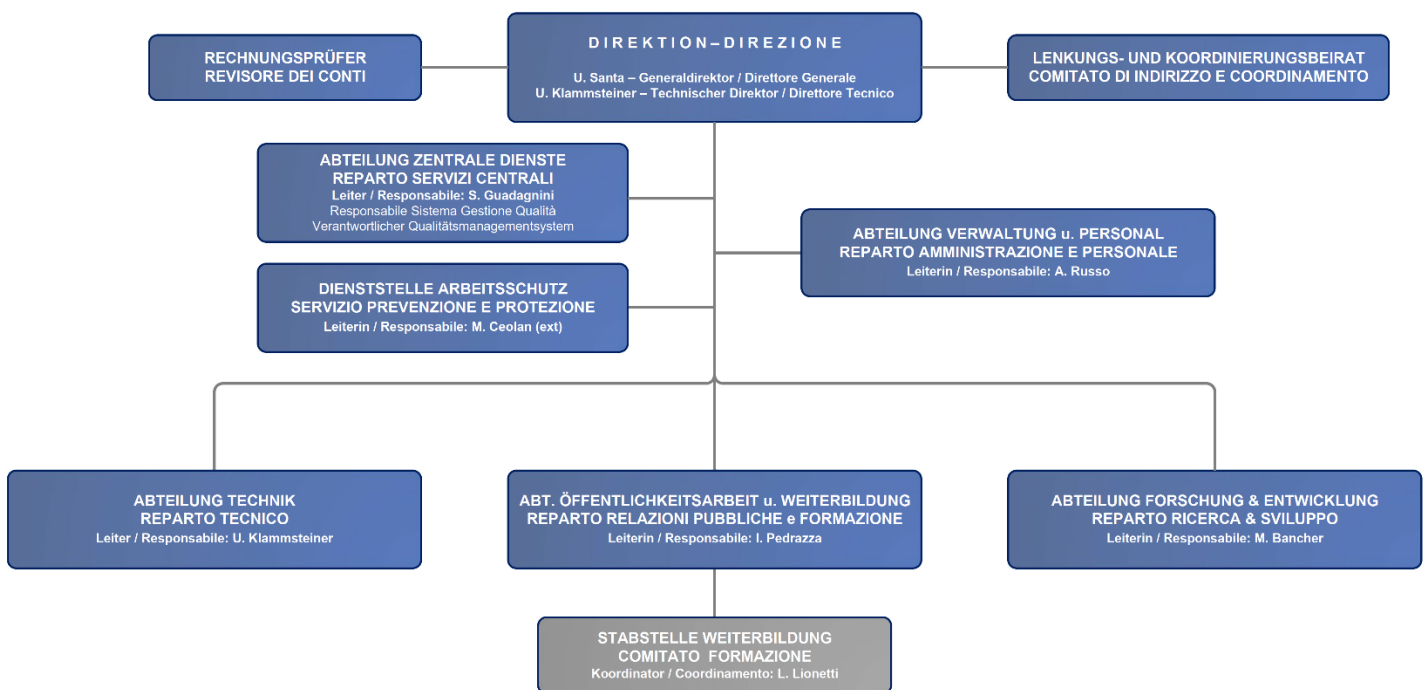 RECHNUNGSPRÜFER
REVISORE DEI CONTI
DIREKTION–DIREZIONE
U. Santa – Generaldirektor / Direttore Generale
U. Klammsteiner – Technischer Direktor / Direttore Tecnico
LENKUNGS- UND KOORDINIERUNGSBEIRAT
COMITATO DI INDIRIZZO E COORDINAMENTO
ABTEILUNG ZENTRALE DIENSTE
REPARTO SERVIZI CENTRALI
Leiter / Responsabile: S. Guadagnini
Responsabile Sistema Gestione Qualità
Verantwortlicher Qualitätsmanagementsystem
ABTEILUNG VERWALTUNG u. PERSONAL
REPARTO AMMINISTRAZIONE E PERSONALE
Leiterin / Responsabile: A. Russo
DIENSTSTELLE ARBEITSSCHUTZ
SERVIZIO PREVENZIONE E PROTEZIONE
Leiterin / Responsabile: M. Ceolan (ext)
ABTEILUNG TECHNIK
REPARTO TECNICO
Leiter / Responsabile: U. Klammsteiner
ABT. ÖFFENTLICHKEITSARBEIT u. WEITERBILDUNG
REPARTO RELAZIONI PUBBLICHE e FORMAZIONE
Leiterin / Responsabile: I. Pedrazza
ABTEILUNG FORSCHUNG & ENTWICKLUNG
REPARTO RICERCA & SVILUPPO
Leiterin / Responsabile: M. Bancher
STABSTELLE WEITERBILDUNG
COMITATO FORMAZIONE
Koordinator / Coordinamento: L. Lionetti